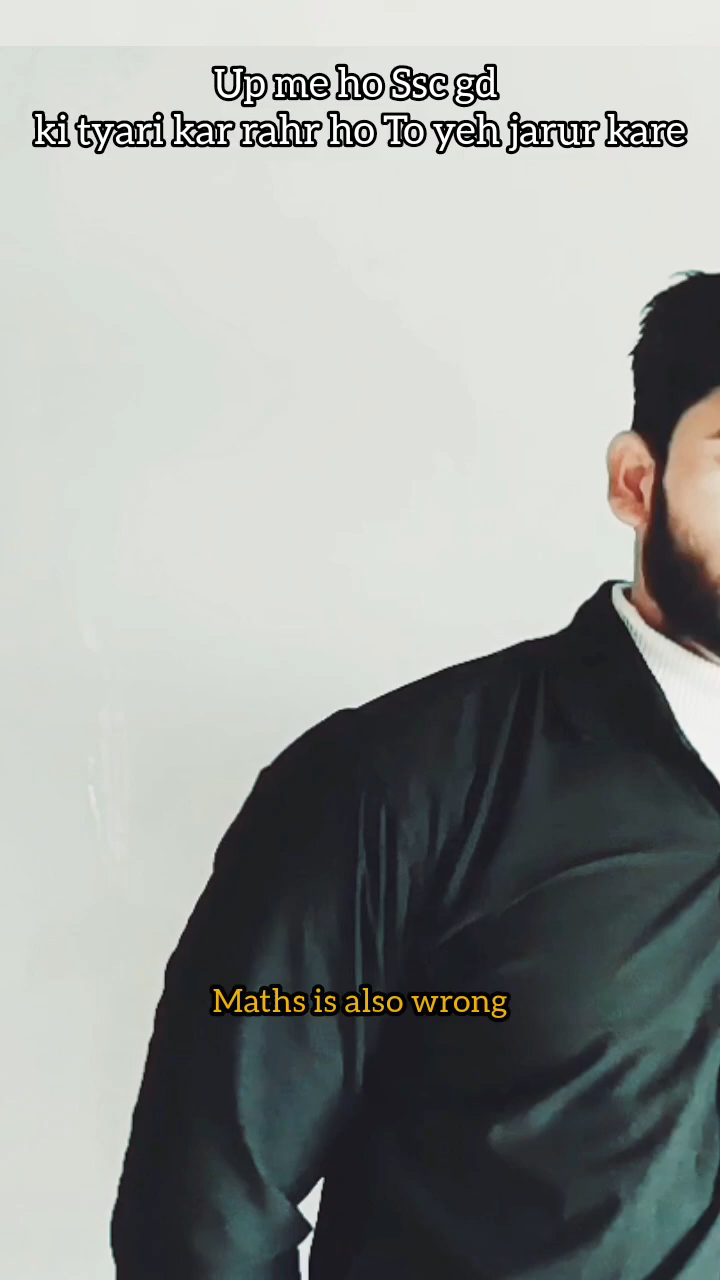 Up me ho Ssc gd
ki tyari kar rahr ho To yeh jarur kare
Maths is also wrong